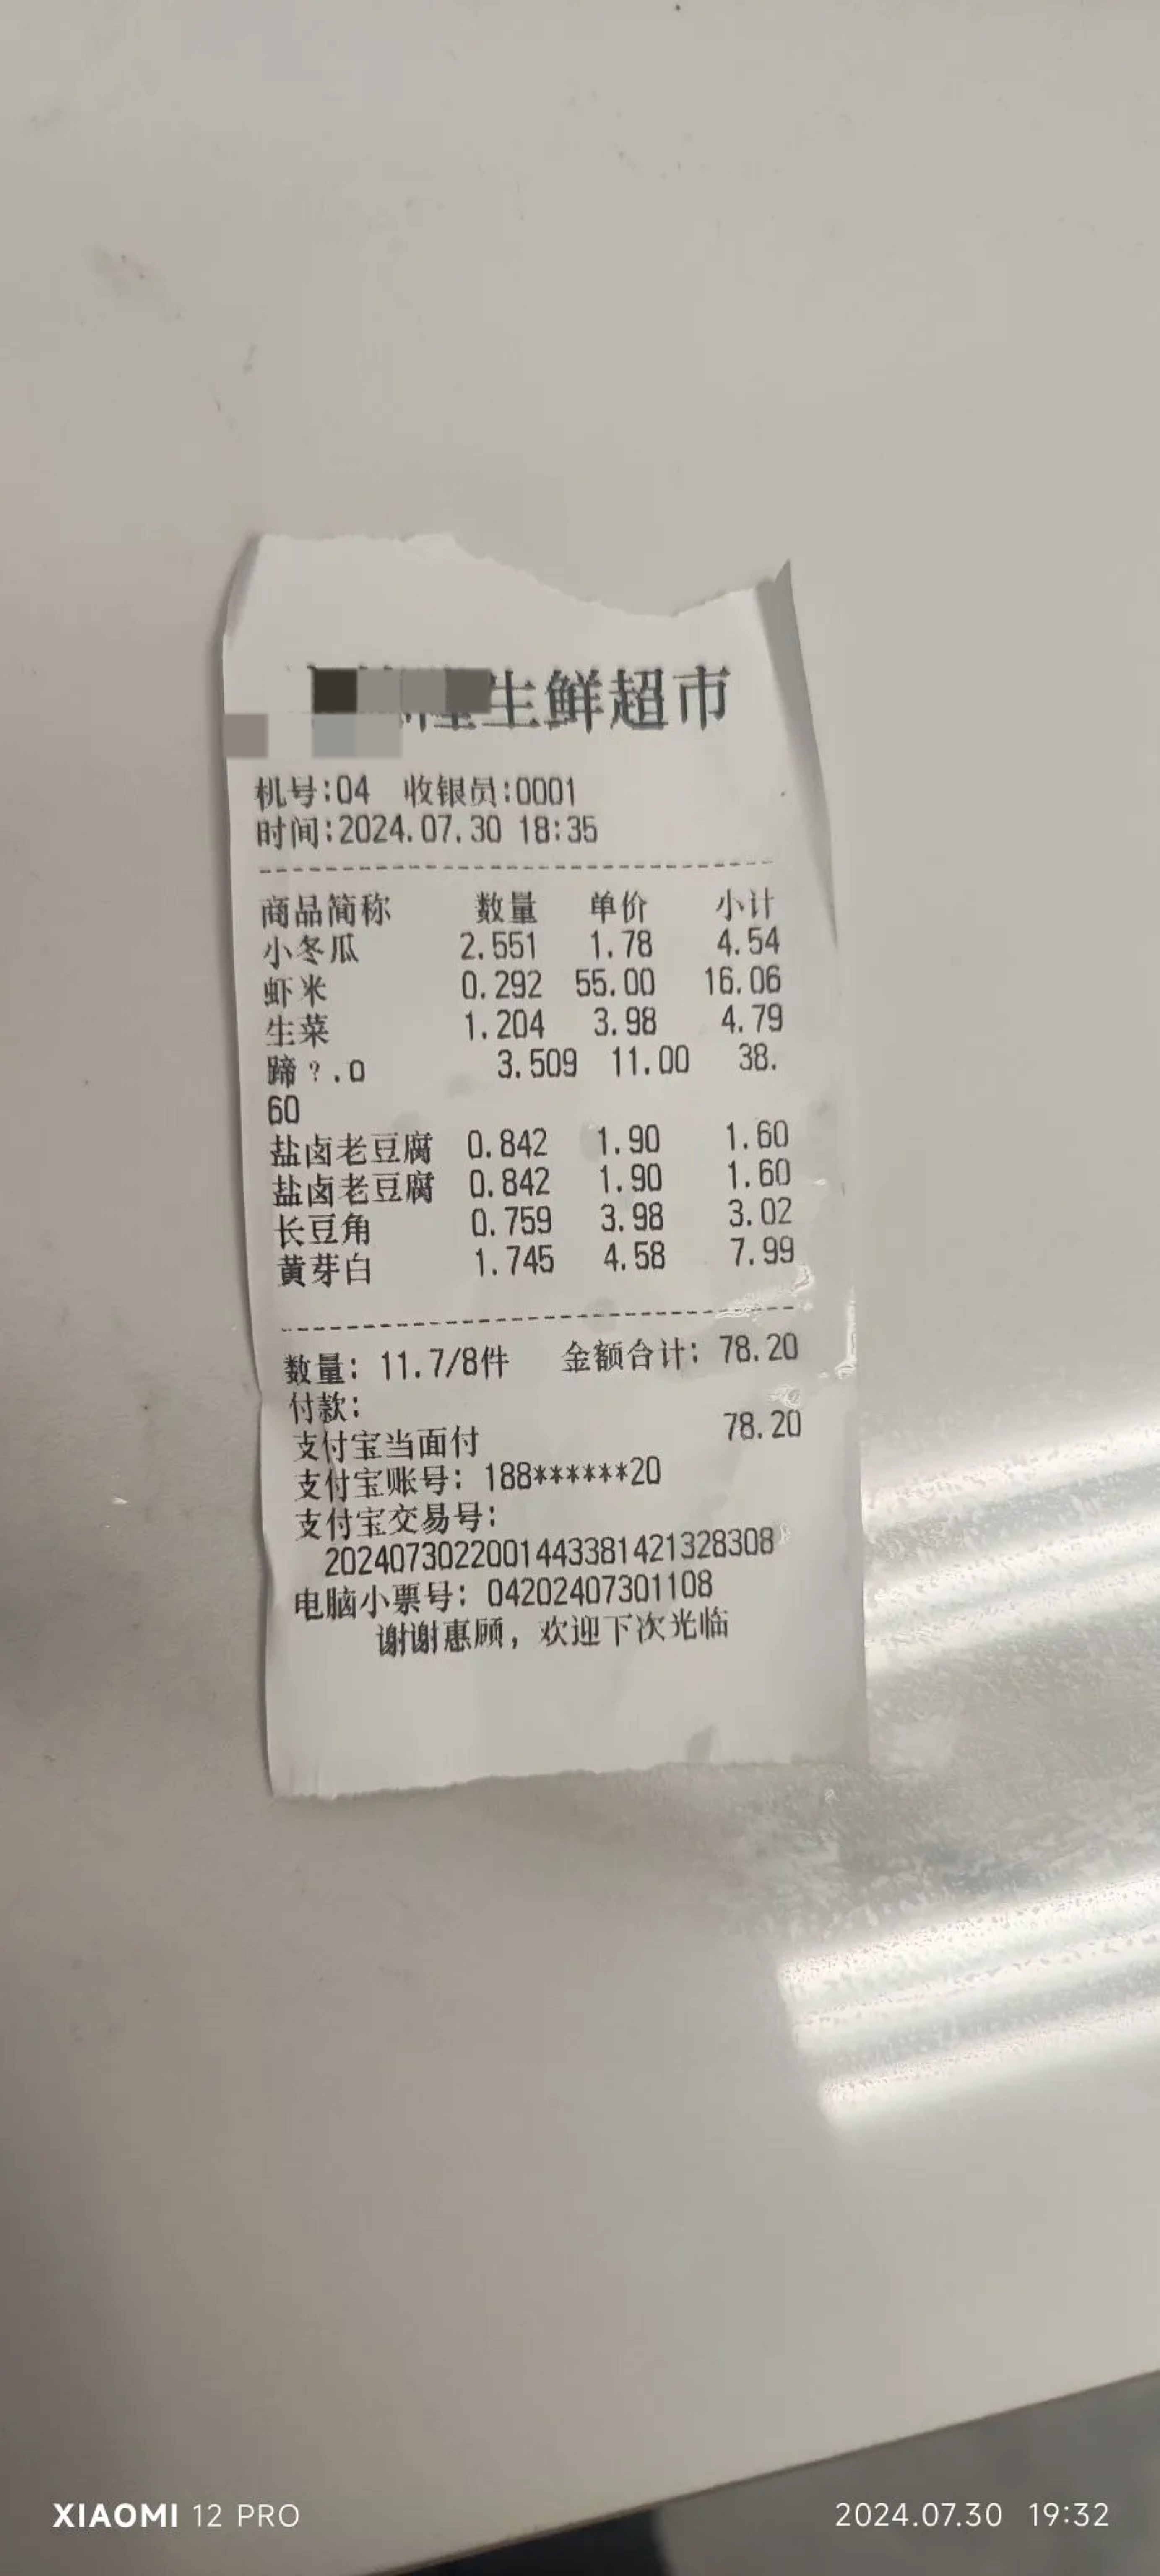 生鲜超市
机号:04 收银员:0001
时间:2024.07.30 18:35
商品简称 数量 单价 小计
小冬瓜 2.551 1.78 4.54
虾米 0.292 55.00 16.06
生菜 1.204 3.98 4.79
蹄?.0 3.509 11.00 38.
60
盐卤老豆腐 0.842 1.90 1.60
盐卤老豆腐 0.842 1.90 1.60
长豆角 0.759 3.98 3.02
黄芽白 1.745 4.58 7.99
数量: 11.7/8件 金额合计: 78.20
付款:
支付宝当面付 78.20
支付宝账号: 188******20
支付宝交易号:
2024073022001443381421328308
电脑小票号: 04202407301108
谢谢惠顾, 欢迎下次光临
XIAOMI 12 PRO 2024.07.30 19:32